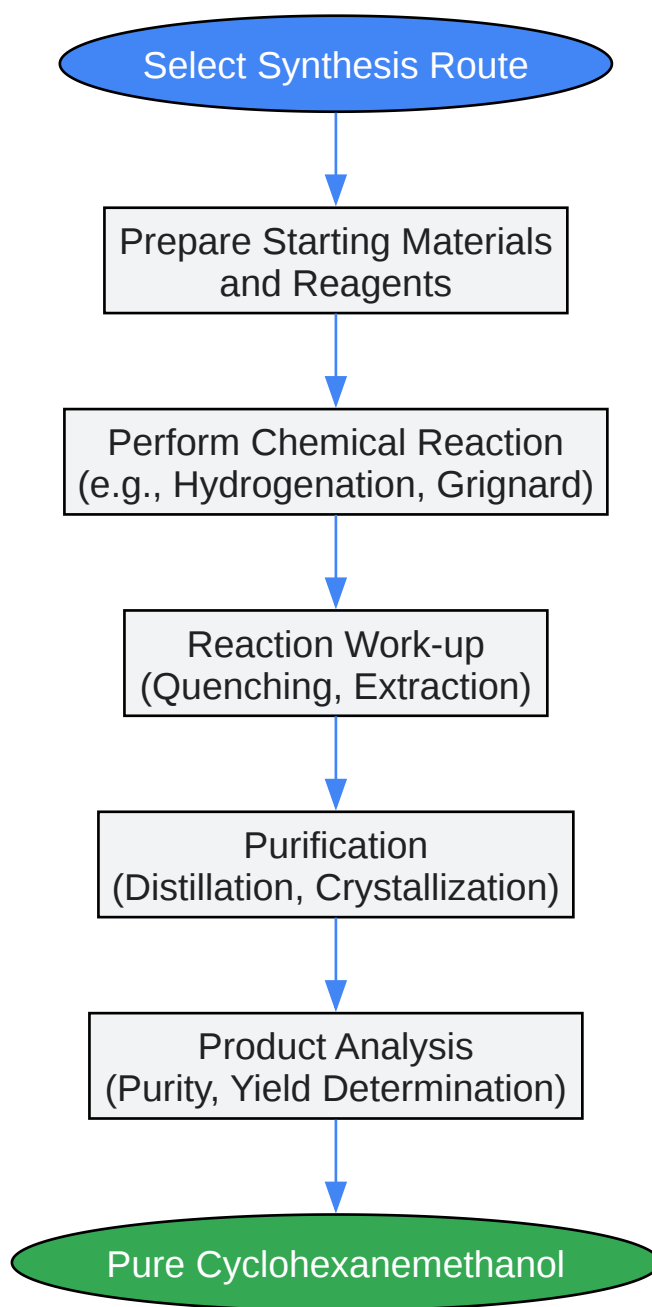 Select Synthesis Route
Prepare Starting Materials
and Reagents
Perform Chemical Reaction
(e.g., Hydrogenation, Grignard)
Reaction Work-up
(Quenching, Extraction)
Purification
(Distillation, Crystallization)
Product Analysis
(Purity, Yield Determination)
Pure Cyclohexanemethanol